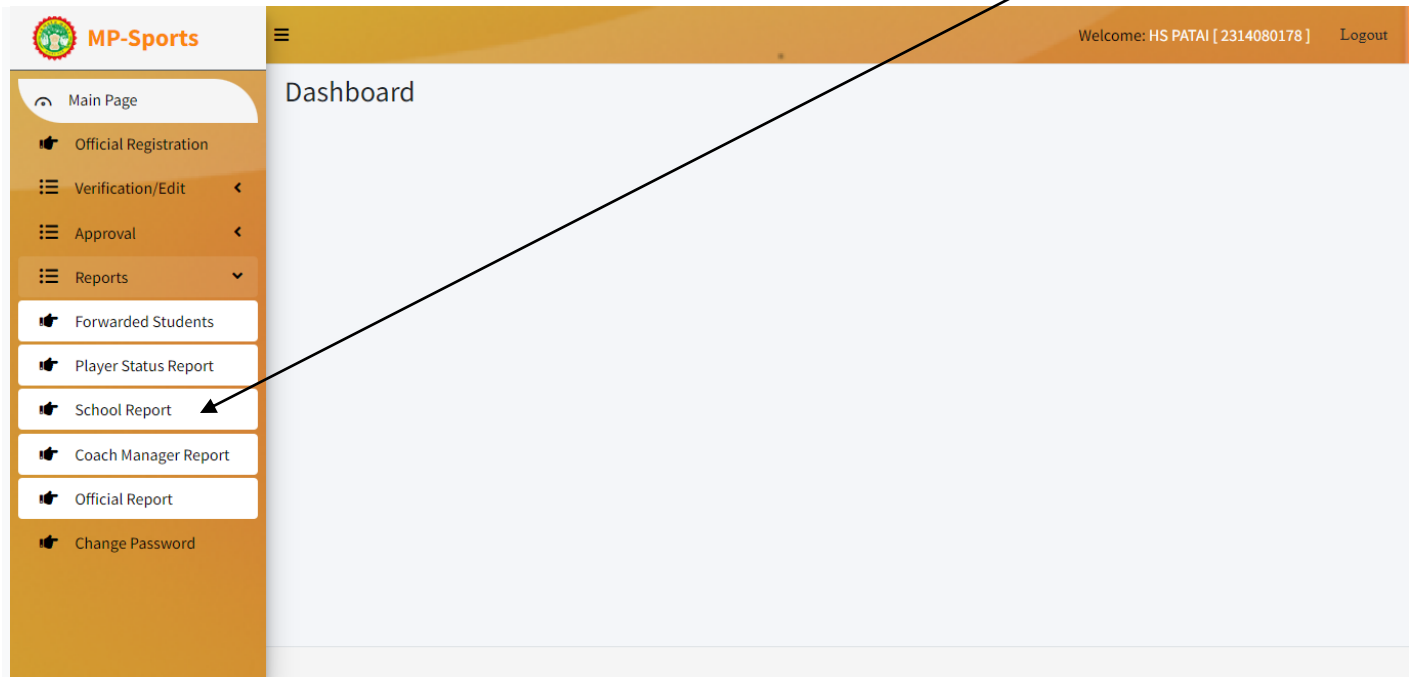 MP-Sports
Welcome: HS PATAI [ 2314080178 ] Logout
Main Page
Dashboard
Official Registration
Verification/Edit
Approval
Reports
Forwarded Students
Player Status Report
School Report
Coach Manager Report
Official Report
Change Password